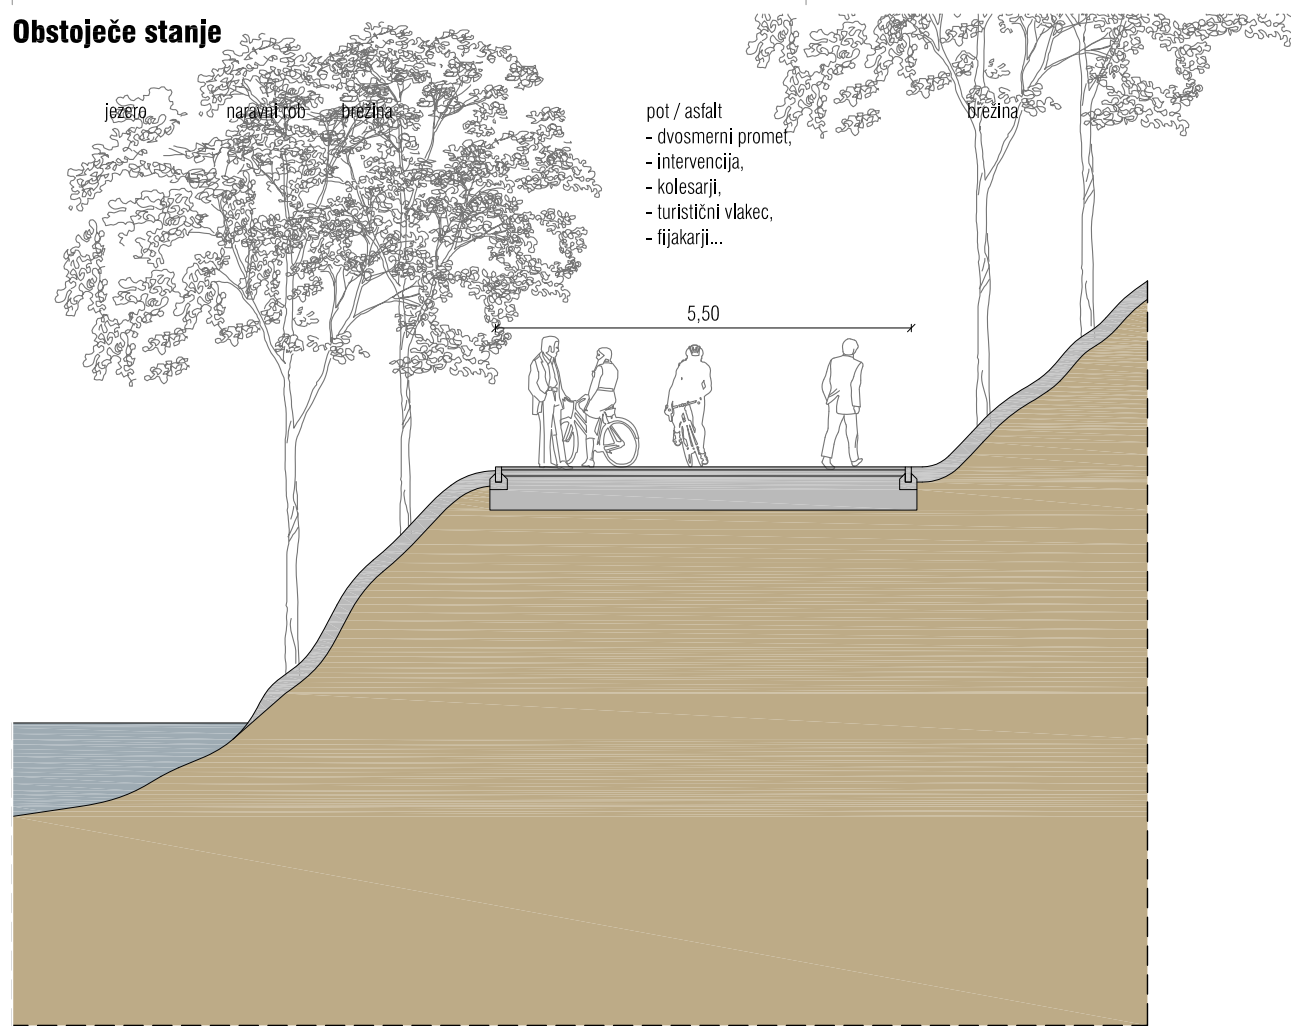 Obstoječe stanje
jezero
naravni rob
brežina
pot / asfalt
- dvosmerni promet,
- intervencija,
- kolesarji,
- turistični vlakec,
- fijakarji...
brežina
5,50